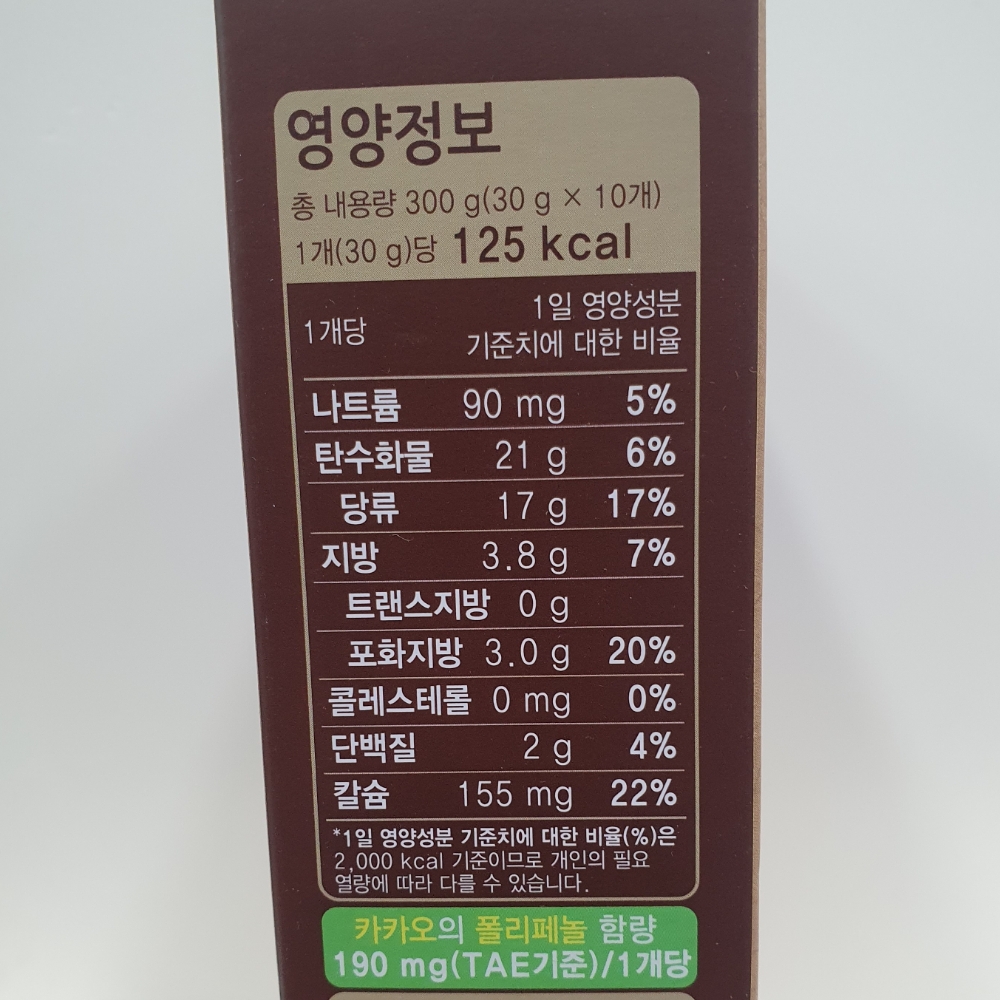 영양정보
총 내용량 300 g(30 g × 10개)
1개(30 g)당 125 kcal
1개당 1일 영양성분
기준치에 대한 비율
나트륨 90 mg 5%
탄수화물 21 g 6%
당류 17 g 17%
지방 3.8 g 7%
트랜스지방 0 g
포화지방 3.0 g 20%
콜레스테롤 0 mg 0%
단백질 2 g 4%
칼슘 155 mg 22%
*1일 영양성분 기준치에 대한 비율(%)은
2,000 kcal 기준이므로 개인의 필요
열량에 따라 다를 수 있습니다.
카카오의 폴리페놀 함량
190 mg(TAE기준)/1개당